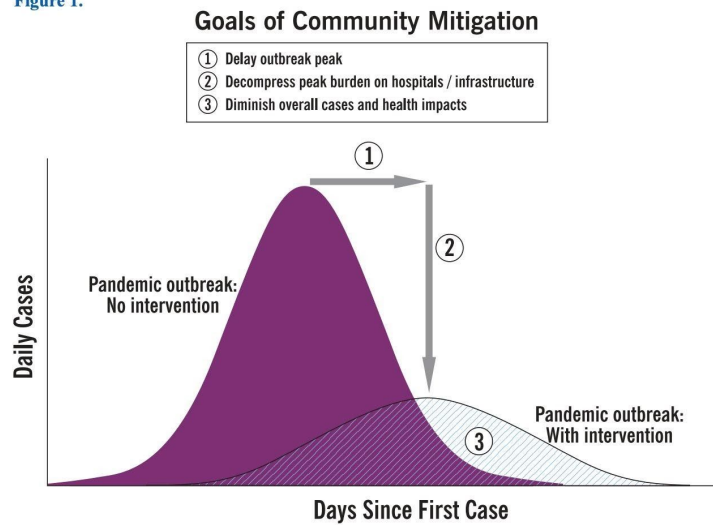 Figure 1.
Goals of Community Mitigation
① Delay outbreak peak
② Decompress peak burden on hospitals / infrastructure
③ Diminish overall cases and health impacts
①
②
Pandemic outbreak:
No intervention
Daily Cases
Pandemic outbreak:
With intervention
③
Days Since First Case